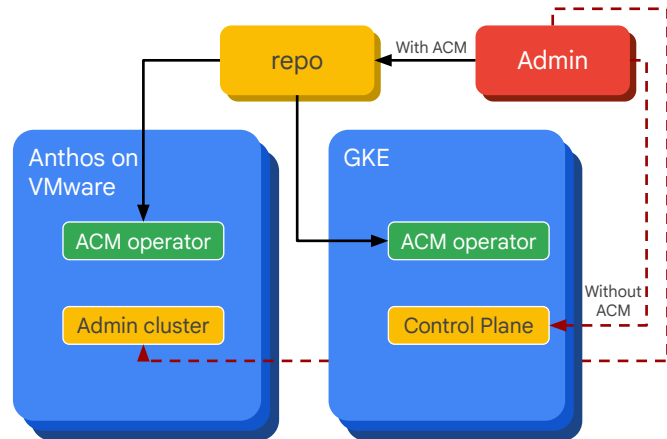 repo
With ACM
Admin
Anthos on
VMware
GKE
ACM operator
ACM operator
Admin cluster
Control Plane
Without
ACM